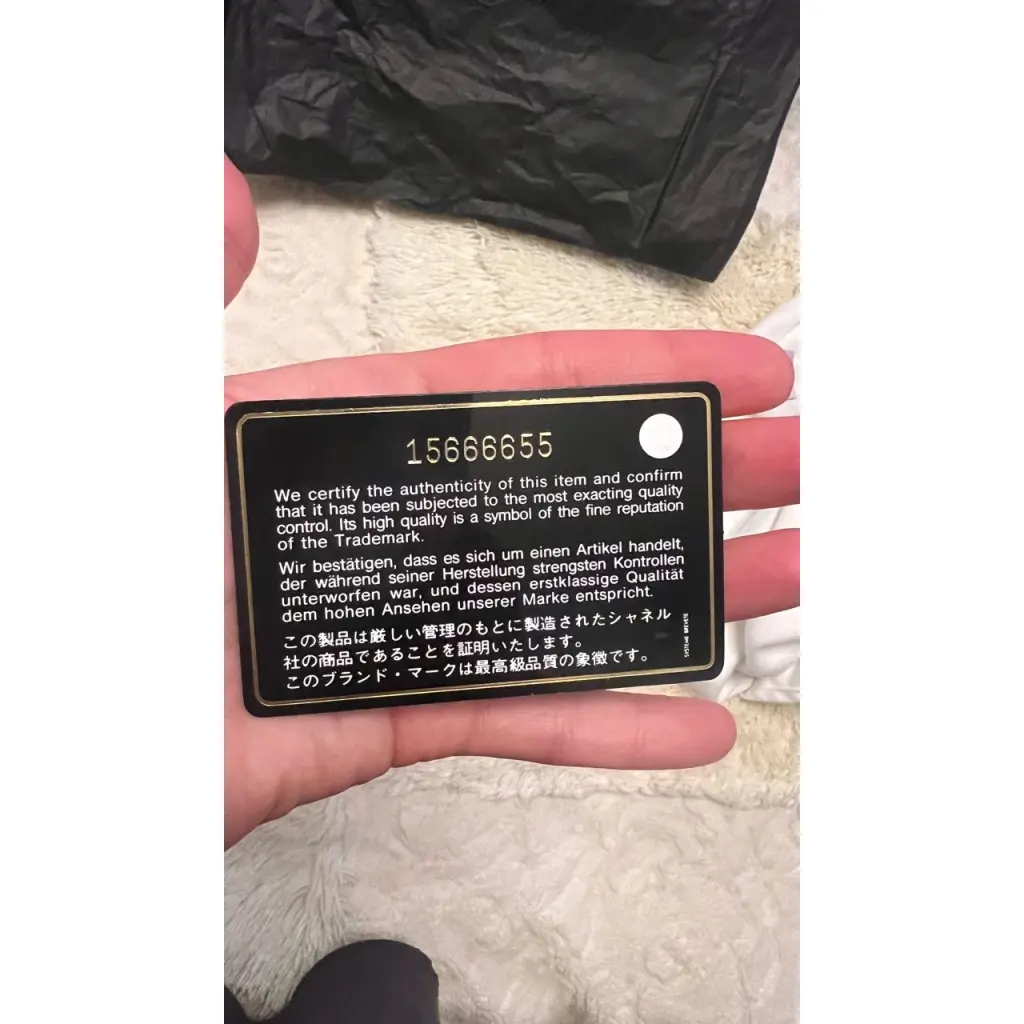 15666655
We certify the authenticity of this item and confirm
that it has been subjected to the most exacting quality
control. Its high quality is a symbol of the fine reputation
of the Trademark.
Wir bestätigen, dass es sich um einen Artikel handelt,
der während seiner Herstellung strengsten Kontrollen
unterworfen war, und dessen erstklassige Qualität
dem hohen Ansehen unserer Marke entspricht.
この製品は厳しい管理のもとに製造されたシャネル
社の商品であることを証明いたします。
このブランド・マークは最高級品質の象徴です。
SYSTEME BREVETE